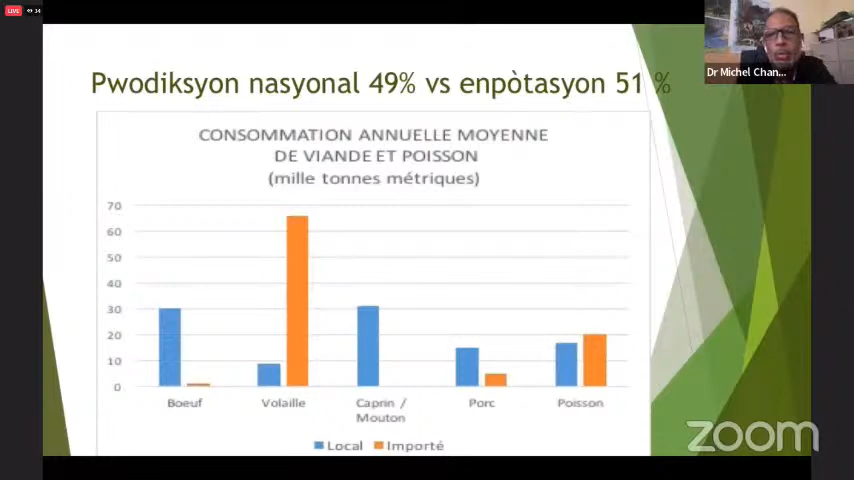 LIVE 14
Dr Michel Chan...
Pwodiksyon nasyonal 49% vs enpòtasyon 51 %
CONSOMMATION ANNUELLE MOYENNE
DE VIANDE ET POISSON
(mille tonnes métriques)
70
60
50
40
30
20
10
0
Boeuf Volaille Caprin / Porc Poisson
Mouton
Local Importé
zoom